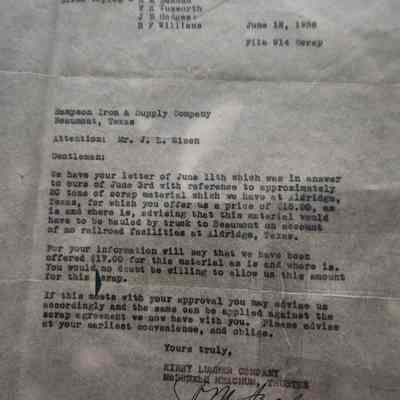 J B Hodges
B F Williams
June 12, 1936
File 914 Scrap
Sampson Iron & Supply Company
Beaumont, Texas
Attention: Mr. J. L.
Gentlemen:
We have your letter of June 11th which was in answer
to ours of June 3rd with reference to approximately
20 tons of scrap material which we have at Aldridge,
Texas, for which you offer us a price of $15.00, as
is and where is, advising that this material would
have to be hauled by truck to Beaumont on account
of no railroad facilities at Aldridge, Texas.
For your information will say that we have been
offered $17.00 for this material as is and where is.
You would no doubt be willing to allow us this amount
for this scrap.
If this meets with your approval you may advise us
accordingly and the same can be applied against the
scrap agreement we now have with you. Please advise
at your earliest convenience, and oblige.
Yours truly,
KIRBY LUMBER COMPANY
MEACHUM, TRUSTEE